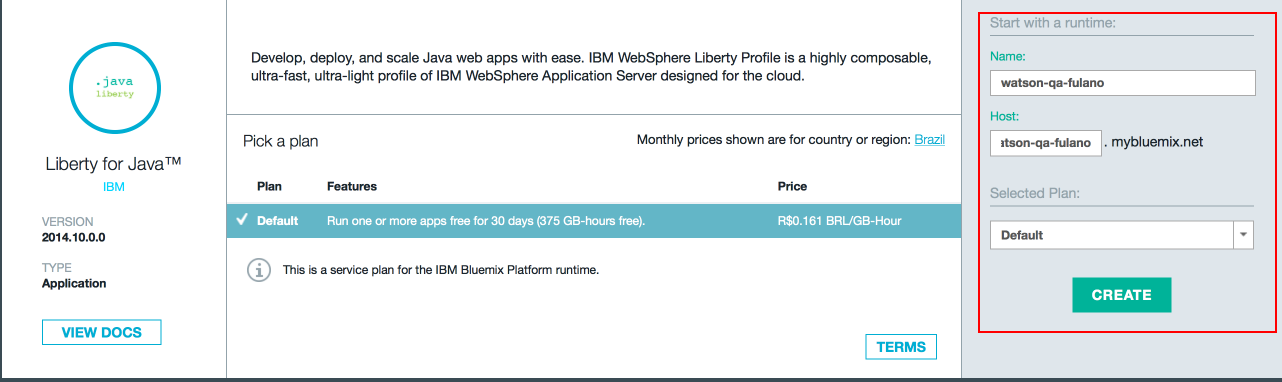 .java
liberty
Liberty for Java™
IBM
VERSION
2014.10.0.0
TYPE
Application
VIEW DOCS
Develop, deploy, and scale Java web apps with ease. IBM WebSphere Liberty Profile is a highly composable,
ultra-fast, ultra-light profile of IBM WebSphere Application Server designed for the cloud.
Pick a plan
Monthly prices shown are for country or region: Brazil
Plan Features Price
Default Run one or more apps free for 30 days (375 GB-hours free). R$0.161 BRL/GB-Hour
This is a service plan for the IBM Bluemix Platform runtime.
TERMS
Start with a runtime:
Name:
watson-qa-fulano
Host:
atson-qa-fulano . mybluemix.net
Selected Plan:
Default
CREATE